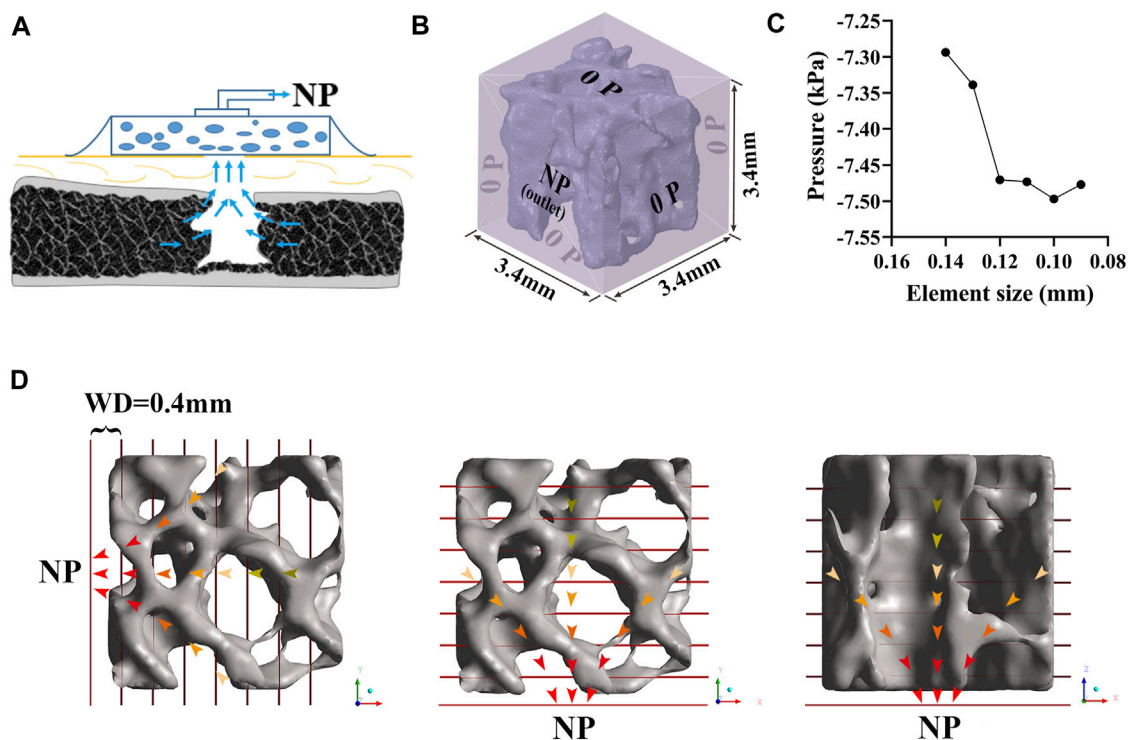 A
NP
B
0 P
0 P
0 P
NP
(outlet)
0 P
0 P
3.4mm
3.4mm
3.4mm
C
Pressure (kPa)
-7.25
-7.30
-7.35
-7.40
-7.45
-7.50
-7.55
0.16 0.14 0.12 0.10 0.08
Element size (mm)
D
WD=0.4mm
NP
Y
X
NP
Y
X
NP
Z
X